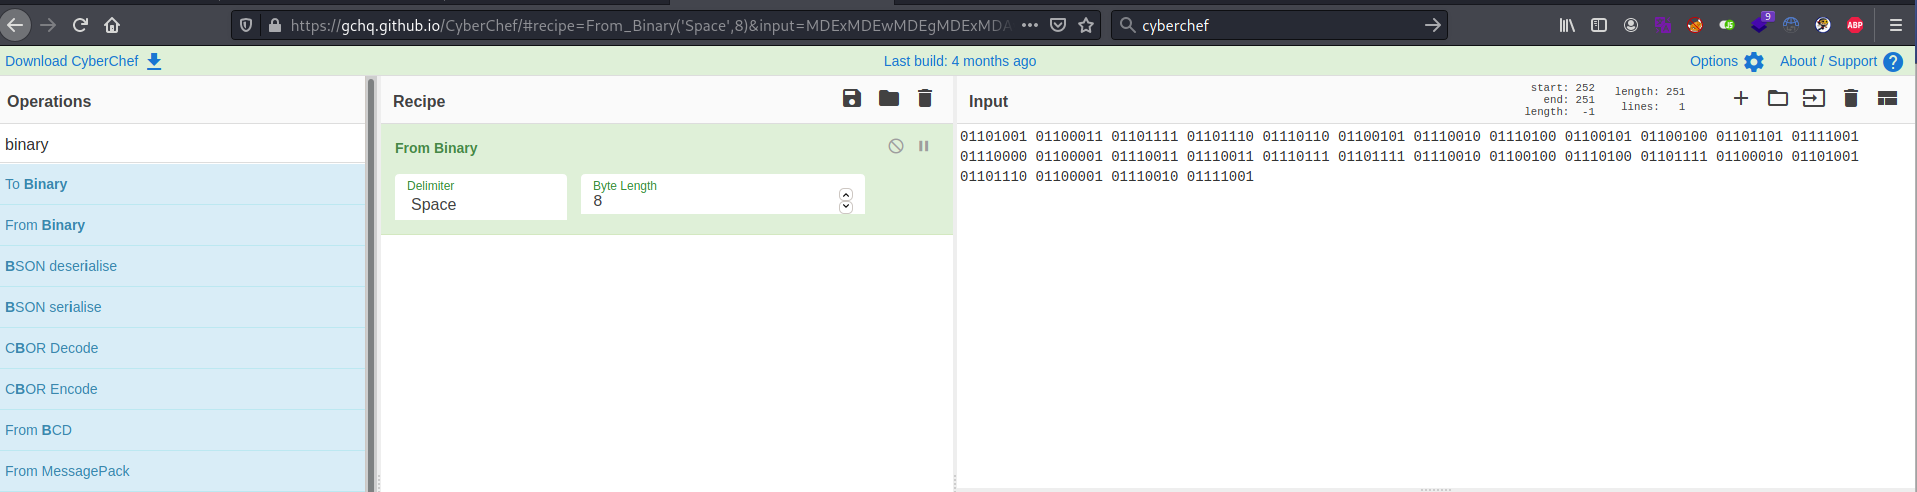 https://gchq.github.io/CyberChef/#recipe=From_Binary('Space',8)&input=MDExMDEwMDEgMDExMDA
cyberchef
9
JS
ABP
Download CyberChef
Last build: 4 months ago
Options
About / Support
Operations
Recipe
Input
start: 252
end: 251
length: -1
length: 251
lines: 1
binary
From Binary
Delimiter
Space
Byte Length
8
01101001 01100011 01101111 01101110 01110110 01100101 01110010 01110100 01100101 01100100 01101101 01111001
01110000 01100001 01110011 01110011 01110111 01101111 01110010 01100100 01110100 01101111 01100010 01101001
01101110 01100001 01110010 01111001
To Binary
From Binary
BSON deserialise
BSON serialise
CBOR Decode
CBOR Encode
From BCD
From MessagePack